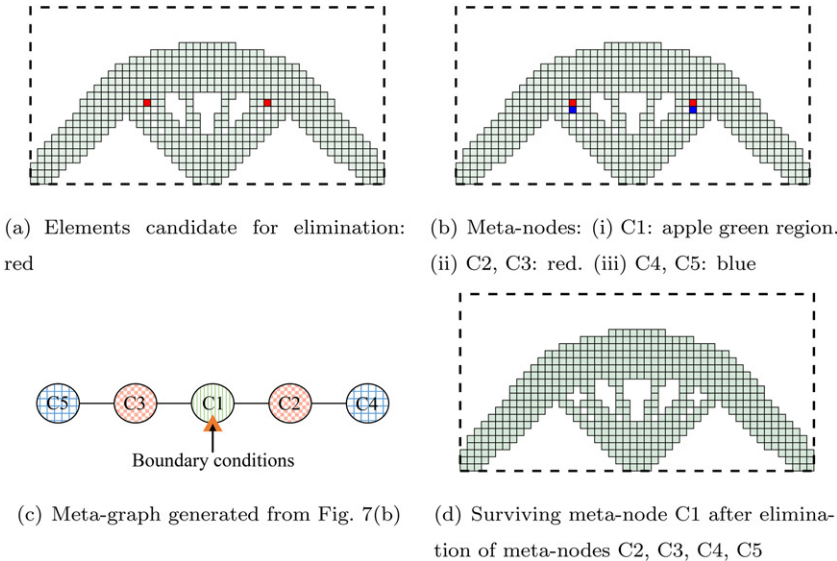 (a) Elements candidate for elimination:
red
(b) Meta-nodes: (i) C1: apple green region.
(ii) C2, C3: red. (iii) C4, C5: blue
C5
C3
C1
C2
C4
Boundary conditions
(c) Meta-graph generated from Fig. 7(b)
(d) Surviving meta-node C1 after elimina-
tion of meta-nodes C2, C3, C4, C5